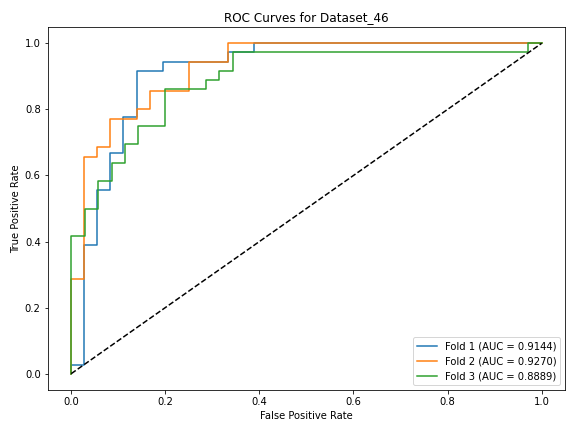 ROC Curves for Dataset_46
True Positive Rate
1.0
0.8
0.6
0.4
0.2
0.0
0.0 0.2 0.4 0.6 0.8 1.0
False Positive Rate
Fold 1 (AUC = 0.9144)
Fold 2 (AUC = 0.9270)
Fold 3 (AUC = 0.8889)